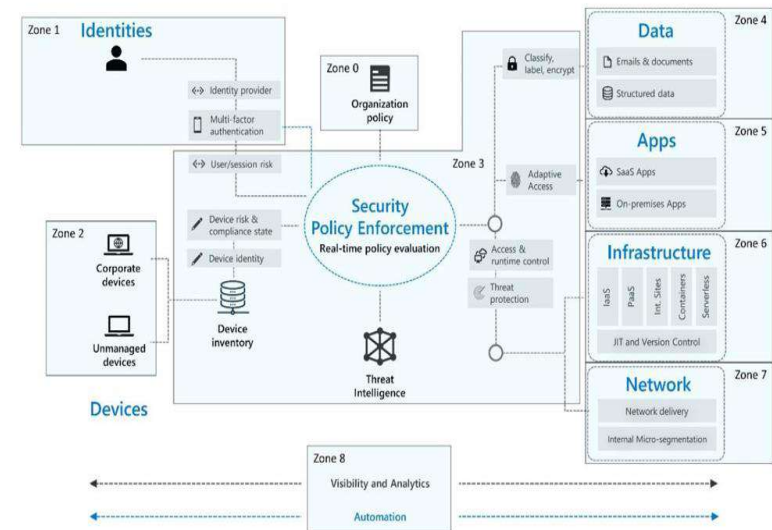 Zone 1
Identities
Identity provider
Multi-factor
authentication
User/session risk
Zone 0
Organization
policy
Zone 3
Security
Policy Enforcement
Real-time policy evaluation
Device risk &
compliance state
Device identity
Device
inventory
Threat
Intelligence
Zone 2
Corporate
devices
Unmanaged
devices
Devices
Classify,
label, encrypt
Adaptive
Access
Access &
runtime control
Threat
protection
Zone 4
Data
Emails & documents
Structured data
Zone 5
Apps
SaaS Apps
On-premises Apps
Zone 6
Infrastructure
IaaS
PaaS
Int. Sites
Containers
Serverless
JIT and Version Control
Zone 7
Network
Network delivery
Internal Micro-segmentation
Zone 8
Visibility and Analytics
Automation